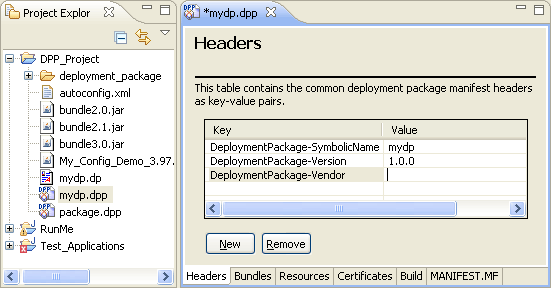 Project Explor
DPP_Project
deployment_package
autoconfig.xml
bundle2.0.jar
bundle2.1.jar
bundle3.0.jar
My_Config_Demo_3.97.
mydp.dp
mydp.dpp
package.dpp
RunMe
Test_Applications
*mydp.dpp
Headers
This table contains the common deployment package manifest headers
as key-value pairs.
Key Value
DeploymentPackage-SymbolicName mydp
DeploymentPackage-Version 1.0.0
DeploymentPackage-Vendor
New Remove
Headers Bundles Resources Certificates Build MANIFEST.MF